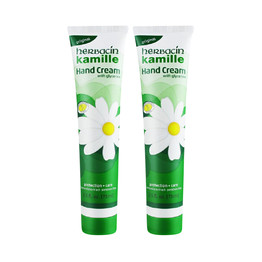 original
herbacin
kamille
Hand Cream
with glycerine
protection + care
original
herbacin
kamille
Hand Cream
with glycerine
protection + care